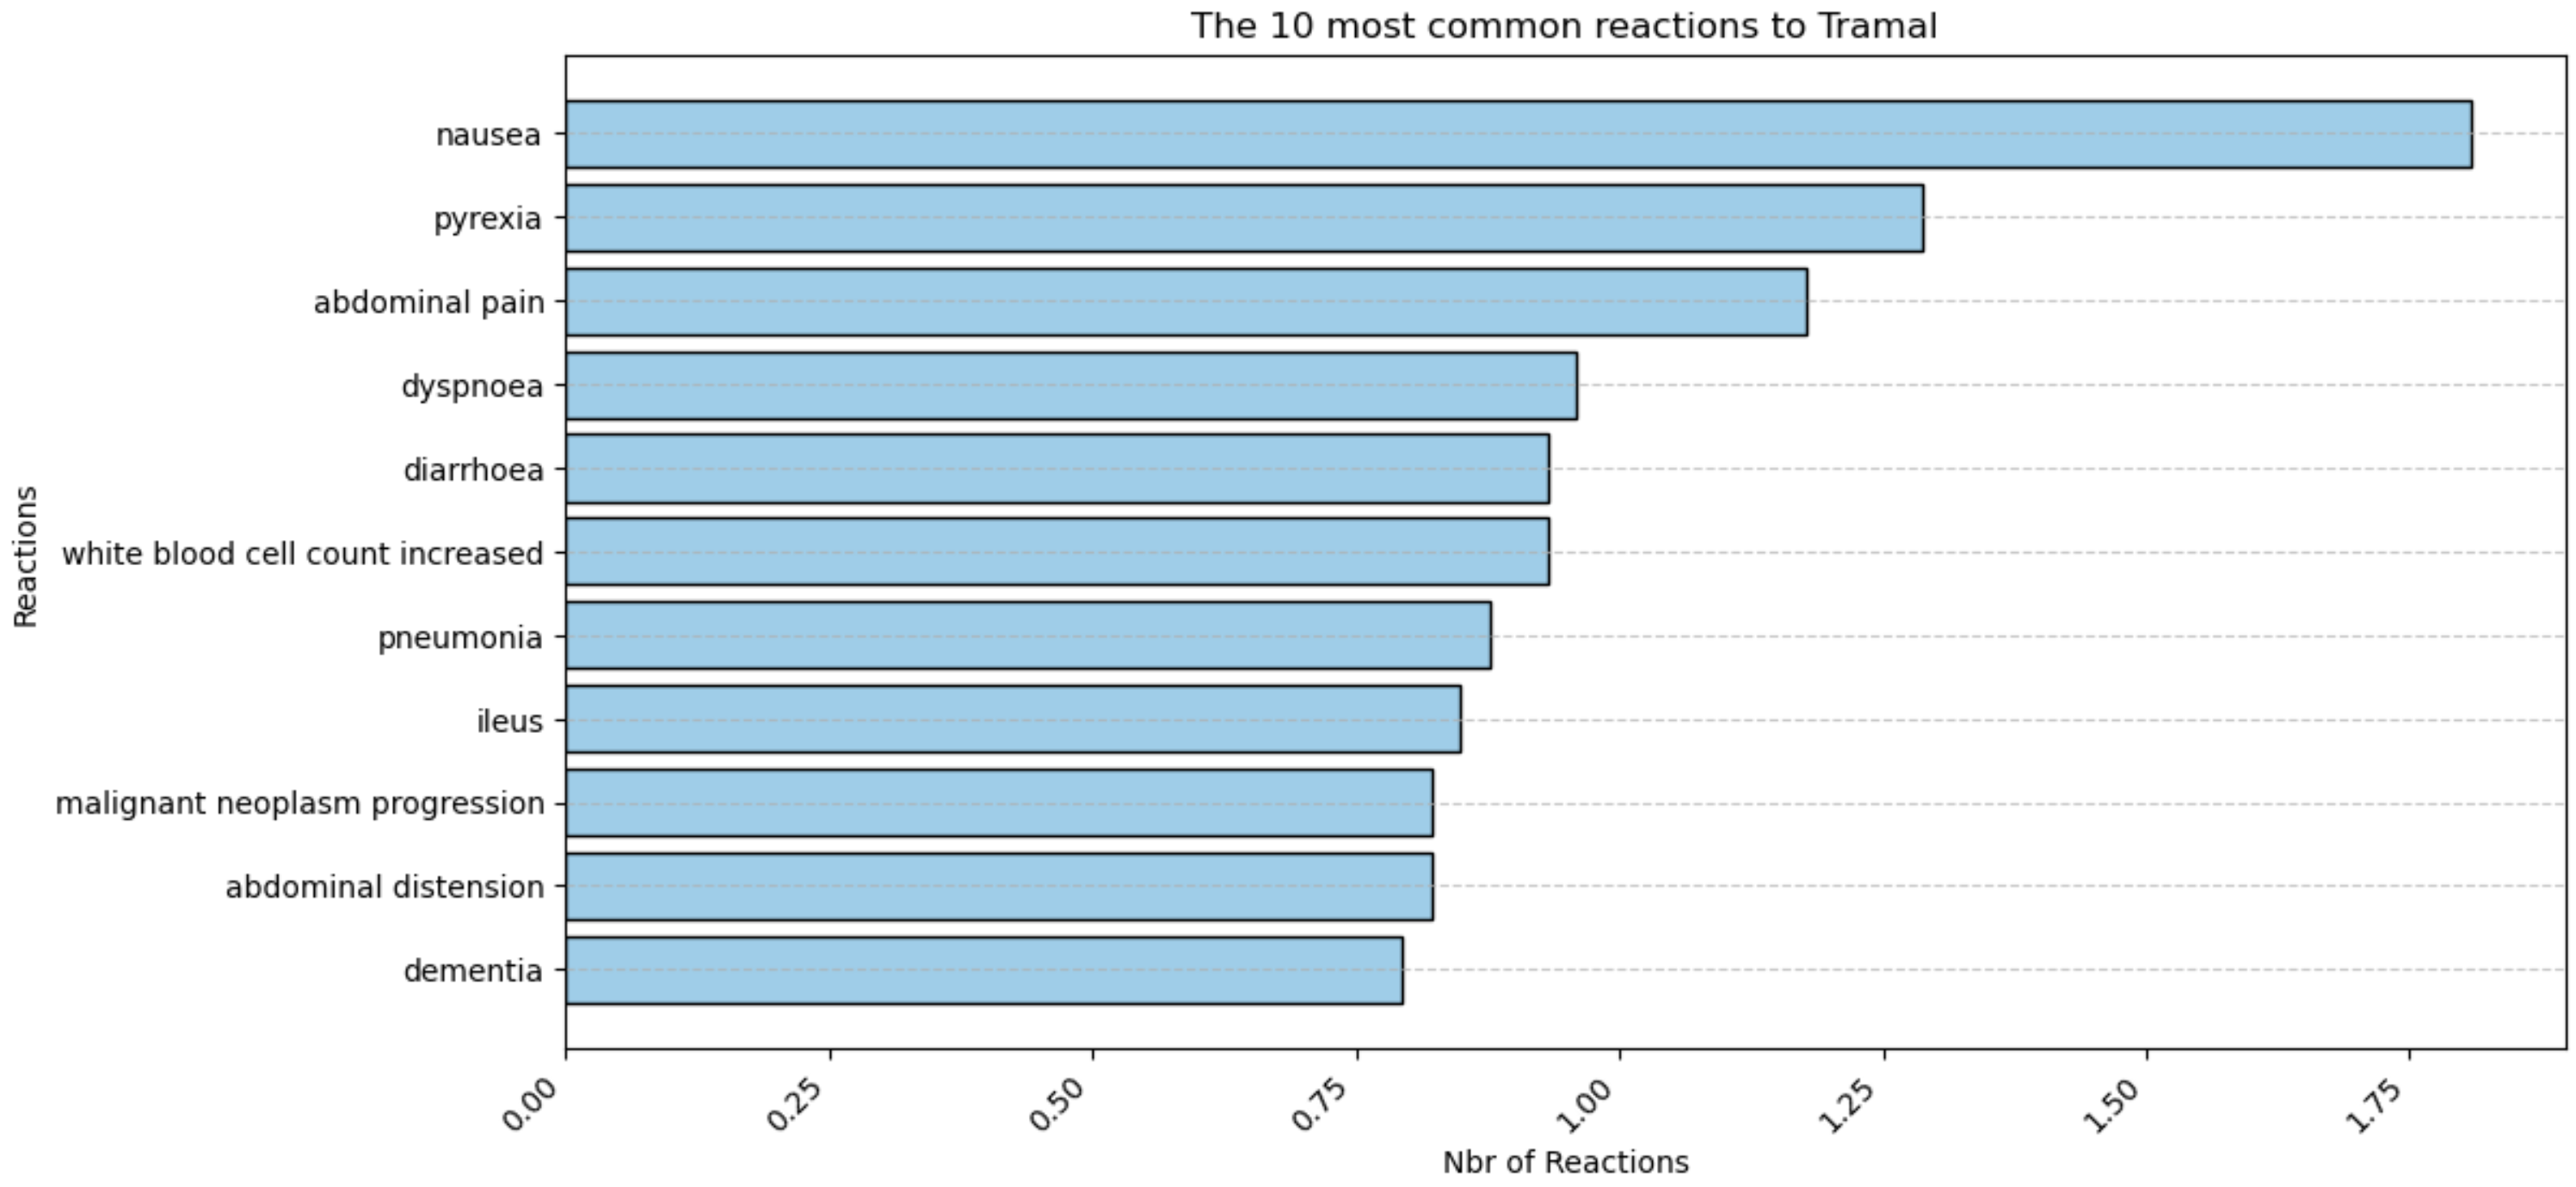 The 10 most common reactions to Tramal
nausea
pyrexia
abdominal pain
dyspnoea
diarrhoea
white blood cell count increased
pneumonia
ileus
malignant neoplasm progression
abdominal distension
dementia
Reactions
0.00
0.25
0.50
0.75
1.00
1.25
1.50
1.75
Nbr of Reactions